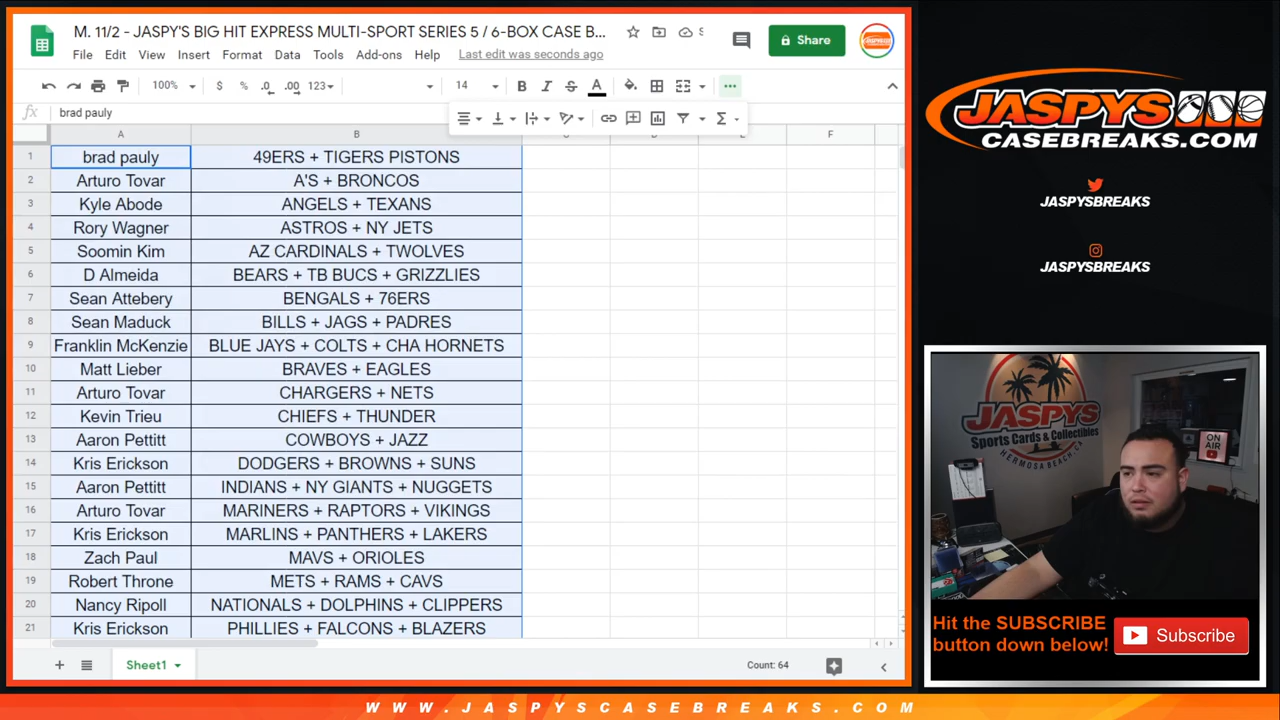 M. 11/2 - JASPY'S BIG HIT EXPRESS MULTI-SPORT SERIES 5 / 6-BOX CASE B...
Share
File Edit View Insert Format Data Tools Add-ons Help Last edit was seconds ago
100% $ % .0 .00 123 14 B I S A
fx brad pauly
A B F
1 brad pauly 49ERS + TIGERS PISTONS
2 Arturo Tovar A'S + BRONCOS
3 Kyle Abode ANGELS + TEXANS
4 Rory Wagner ASTROS + NY JETS
5 Soomin Kim AZ CARDINALS + TWOLVES
6 D Almeida BEARS + TB BUCS + GRIZZLIES
7 Sean Attebery BENGALS + 76ERS
8 Sean Maduck BILLS + JAGS + PADRES
9 Franklin McKenzie BLUE JAYS + COLTS + CHA HORNETS
10 Matt Lieber BRAVES + EAGLES
11 Arturo Tovar CHARGERS + NETS
12 Kevin Trieu CHIEFS + THUNDER
13 Aaron Pettitt COWBOYS + JAZZ
14 Kris Erickson DODGERS + BROWNS + SUNS
15 Aaron Pettitt INDIANS + NY GIANTS + NUGGETS
16 Arturo Tovar MARINERS + RAPTORS + VIKINGS
17 Kris Erickson MARLINS + PANTHERS + LAKERS
18 Zach Paul MAVS + ORIOLES
19 Robert Throne METS + RAMS + CAVS
20 Nancy Ripoll NATIONALS + DOLPHINS + CLIPPERS
21 Kris Erickson PHILLIES + FALCONS + BLAZERS
Sheet1 Count: 64
JASPYS
CASEBREAKS.COM
JASPYSBREAKS
JASPYSBREAKS
JASPYS
Sports Cards & Collectibles
HERMOSA BEACH, CA
ON
AIR
Hit the SUBSCRIBE
button down below!
Subscribe
WWW.JASPYSCASEBREAKS.COM